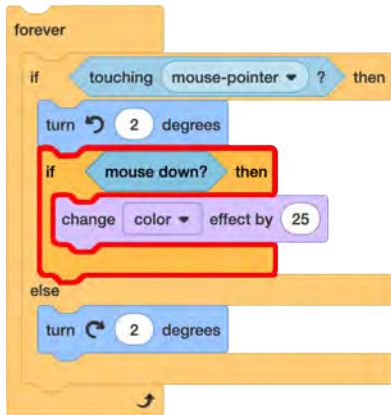 forever
if touching mouse-pointer ? then
turn 2 degrees
if mouse down? then
change color effect by 25
else
turn 2 degrees